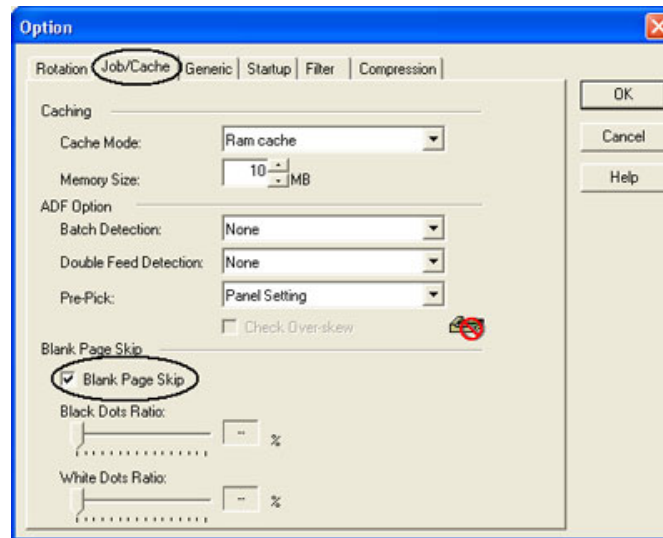 Option
Rotation Job/Cache Generic Startup Filter Compression
OK
Caching
Cache Mode: Ram cache
Cancel
Memory Size: 10 MB
Help
ADF Option
Batch Detection: None
Double Feed Detection: None
Pre-Pick: Panel Setting
Check Over-skew
Blank Page Skip
Blank Page Skip
Black Dots Ratio:
-- %
White Dots Ratio:
-- %